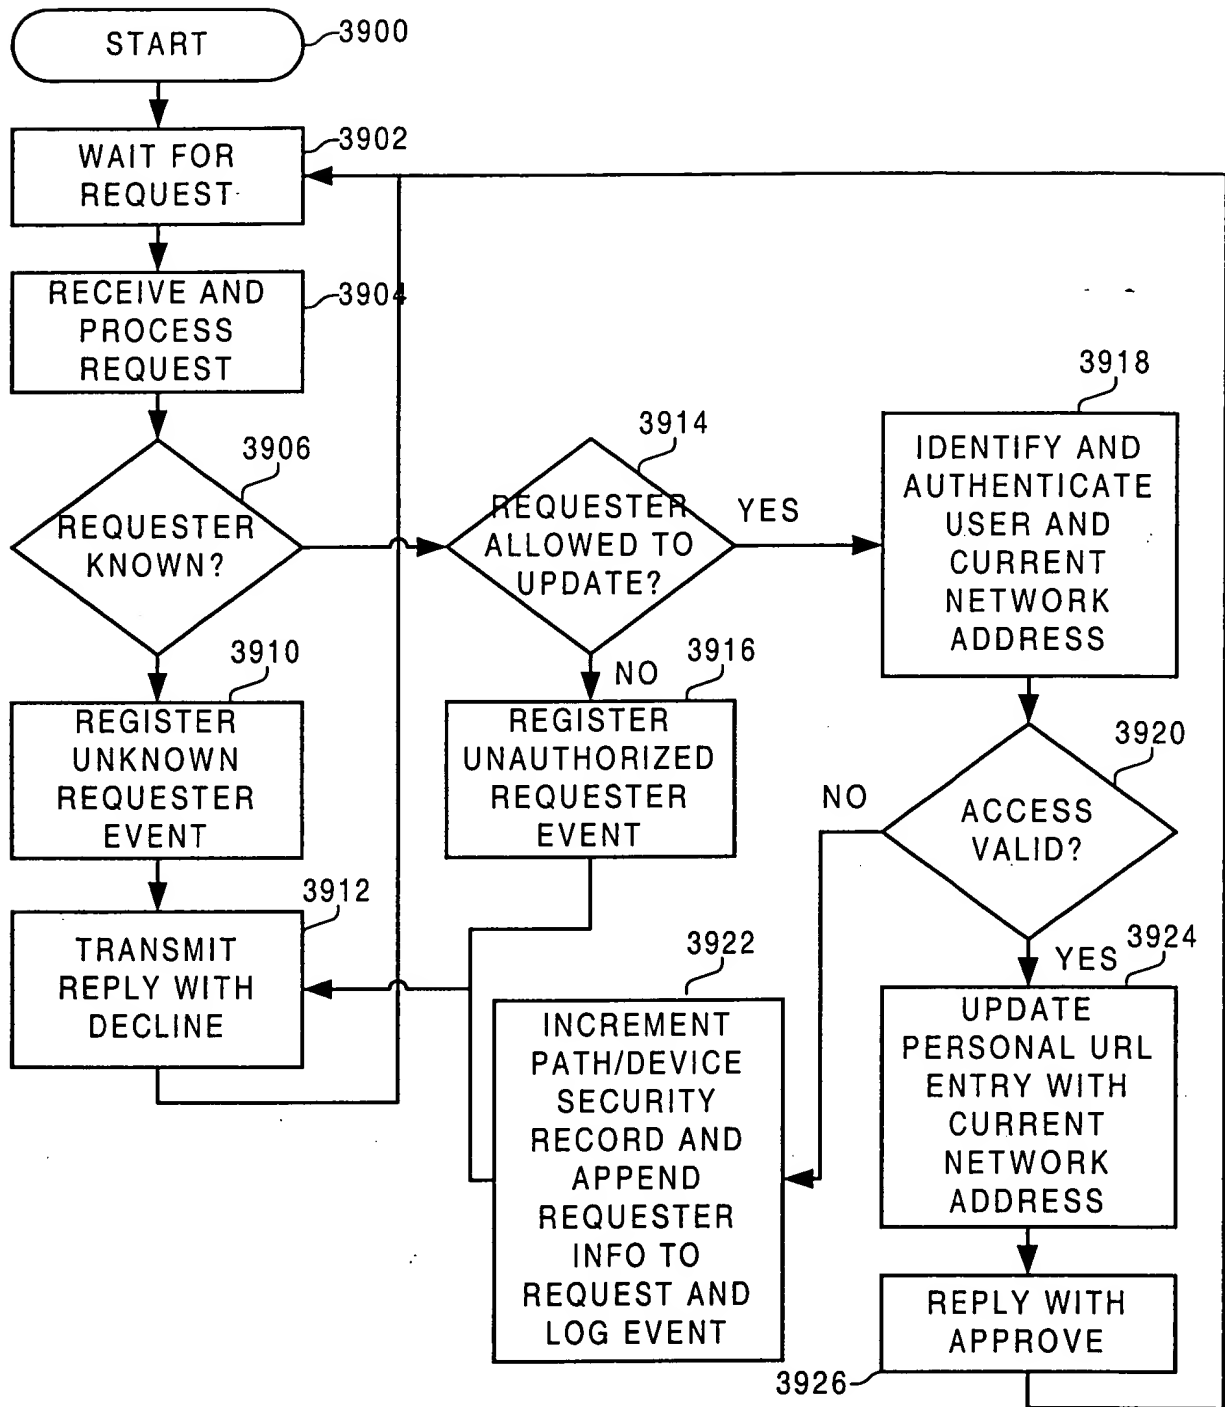 START
3900
WAIT FOR
REQUEST
3902
RECEIVE AND
PROCESS
REQUEST
3904
REQUESTER
KNOWN?
3906
REGISTER
UNKNOWN
REQUESTER
EVENT
3910
TRANSMIT
REPLY WITH
DECLINE
3912
REQUESTER
ALLOWED TO
UPDATE?
3914
YES
NO
REGISTER
UNAUTHORIZED
REQUESTER
EVENT
3916
IDENTIFY AND
AUTHENTICATE
USER AND
CURRENT
NETWORK
ADDRESS
3918
ACCESS
VALID?
3920
NO
YES
INCREMENT
PATH/DEVICE
SECURITY
RECORD AND
APPEND
REQUESTER
INFO TO
REQUEST AND
LOG EVENT
3922
UPDATE
PERSONAL URL
ENTRY WITH
CURRENT
NETWORK
ADDRESS
3924
REPLY WITH
APPROVE
3926